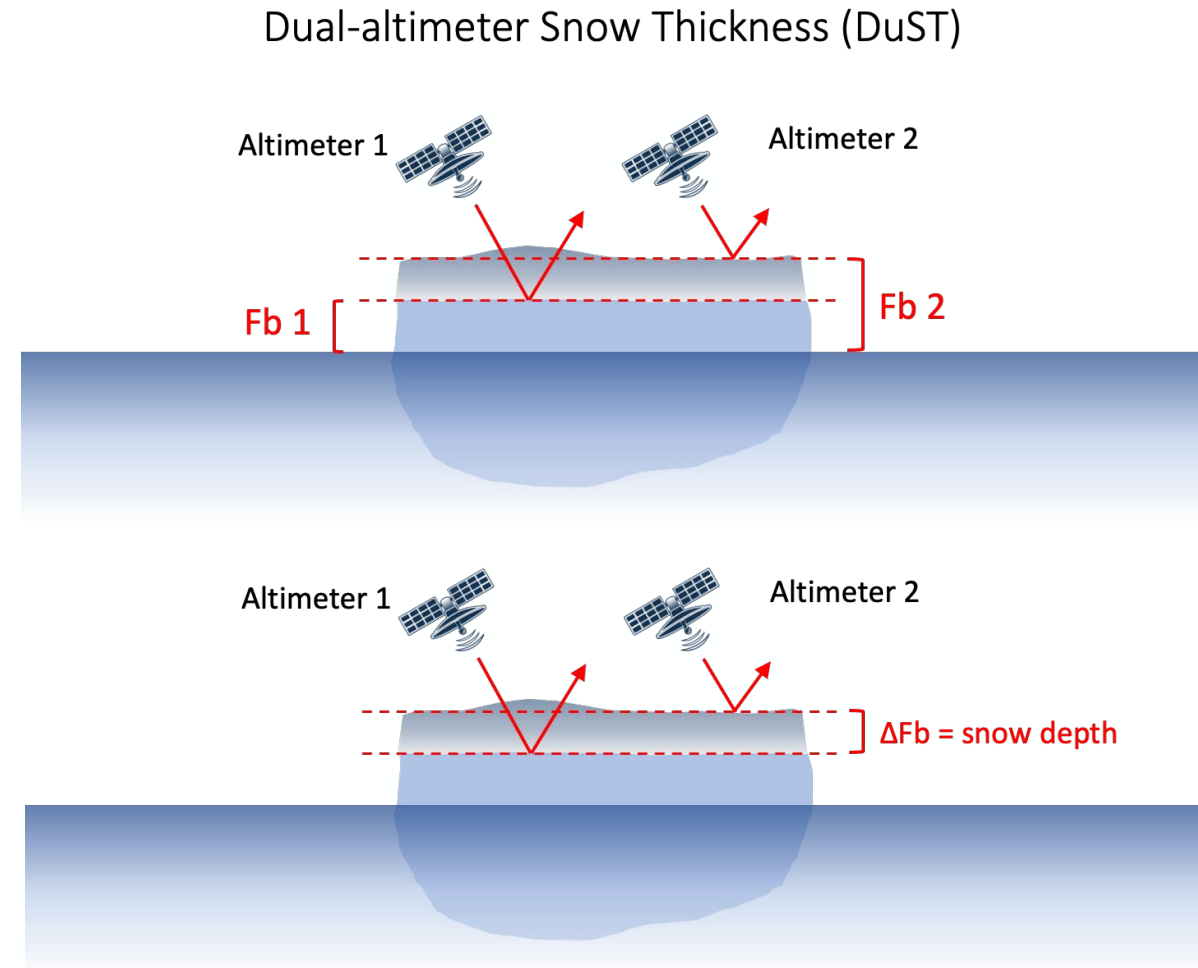 Dual-altimeter Snow Thickness (DuST)
Altimeter 1
Altimeter 2
Fb 1
Fb 2
Altimeter 1
Altimeter 2
ΔFb = snow depth